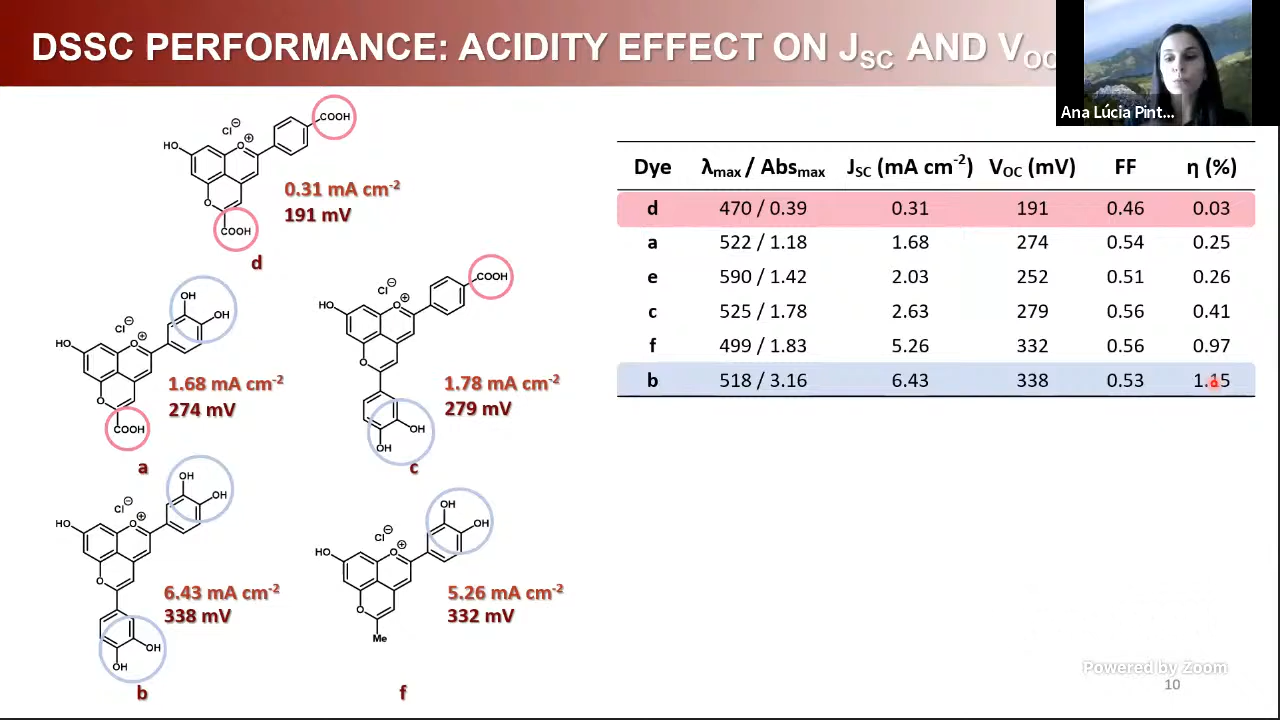 DSSC PERFORMANCE: ACIDITY EFFECT ON JSC AND VOC
Ana Lúcia Pint...
Cl⊖
COOH
HO
O⊕
O
COOH
0.31 mA cm-2
191 mV
d
OH
OH
Cl⊖
HO
O⊕
O
COOH
1.68 mA cm-2
274 mV
a
COOH
Cl⊖
HO
O⊕
O
OH
OH
1.78 mA cm-2
279 mV
c
OH
OH
Cl⊖
HO
O⊕
O
OH
OH
6.43 mA cm-2
338 mV
b
OH
OH
Cl⊖
HO
O⊕
O
Me
5.26 mA cm-2
332 mV
f
Dye λmax / Absmax JSC (mA cm-2) VOC (mV) FF η (%)
d 470 / 0.39 0.31 191 0.46 0.03
a 522 / 1.18 1.68 274 0.54 0.25
e 590 / 1.42 2.03 252 0.51 0.26
c 525 / 1.78 2.63 279 0.56 0.41
f 499 / 1.83 5.26 332 0.56 0.97
b 518 / 3.16 6.43 338 0.53 1.15
Powered by Zoom
10